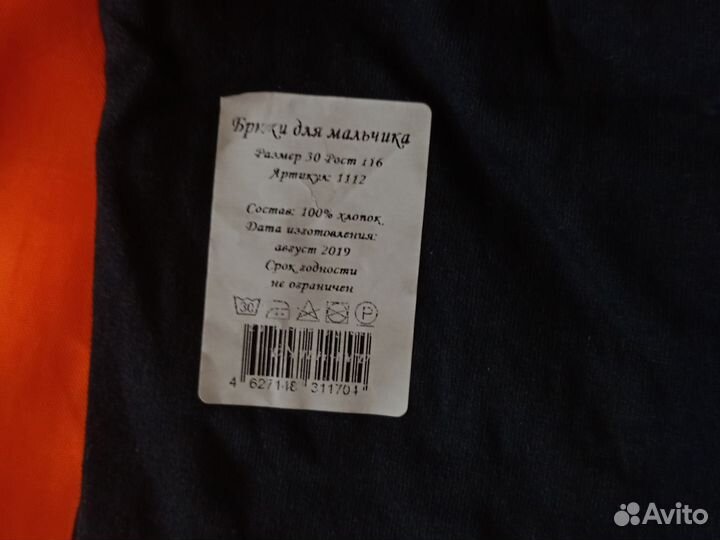 Брюки для мальчика
Размер 30 Рост 116
Артикул: 1112
Состав: 100% хлопок.
Дата изготовления:
август 2019
Срок годности
не ограничен
30 P
4 627148 311704
Avito